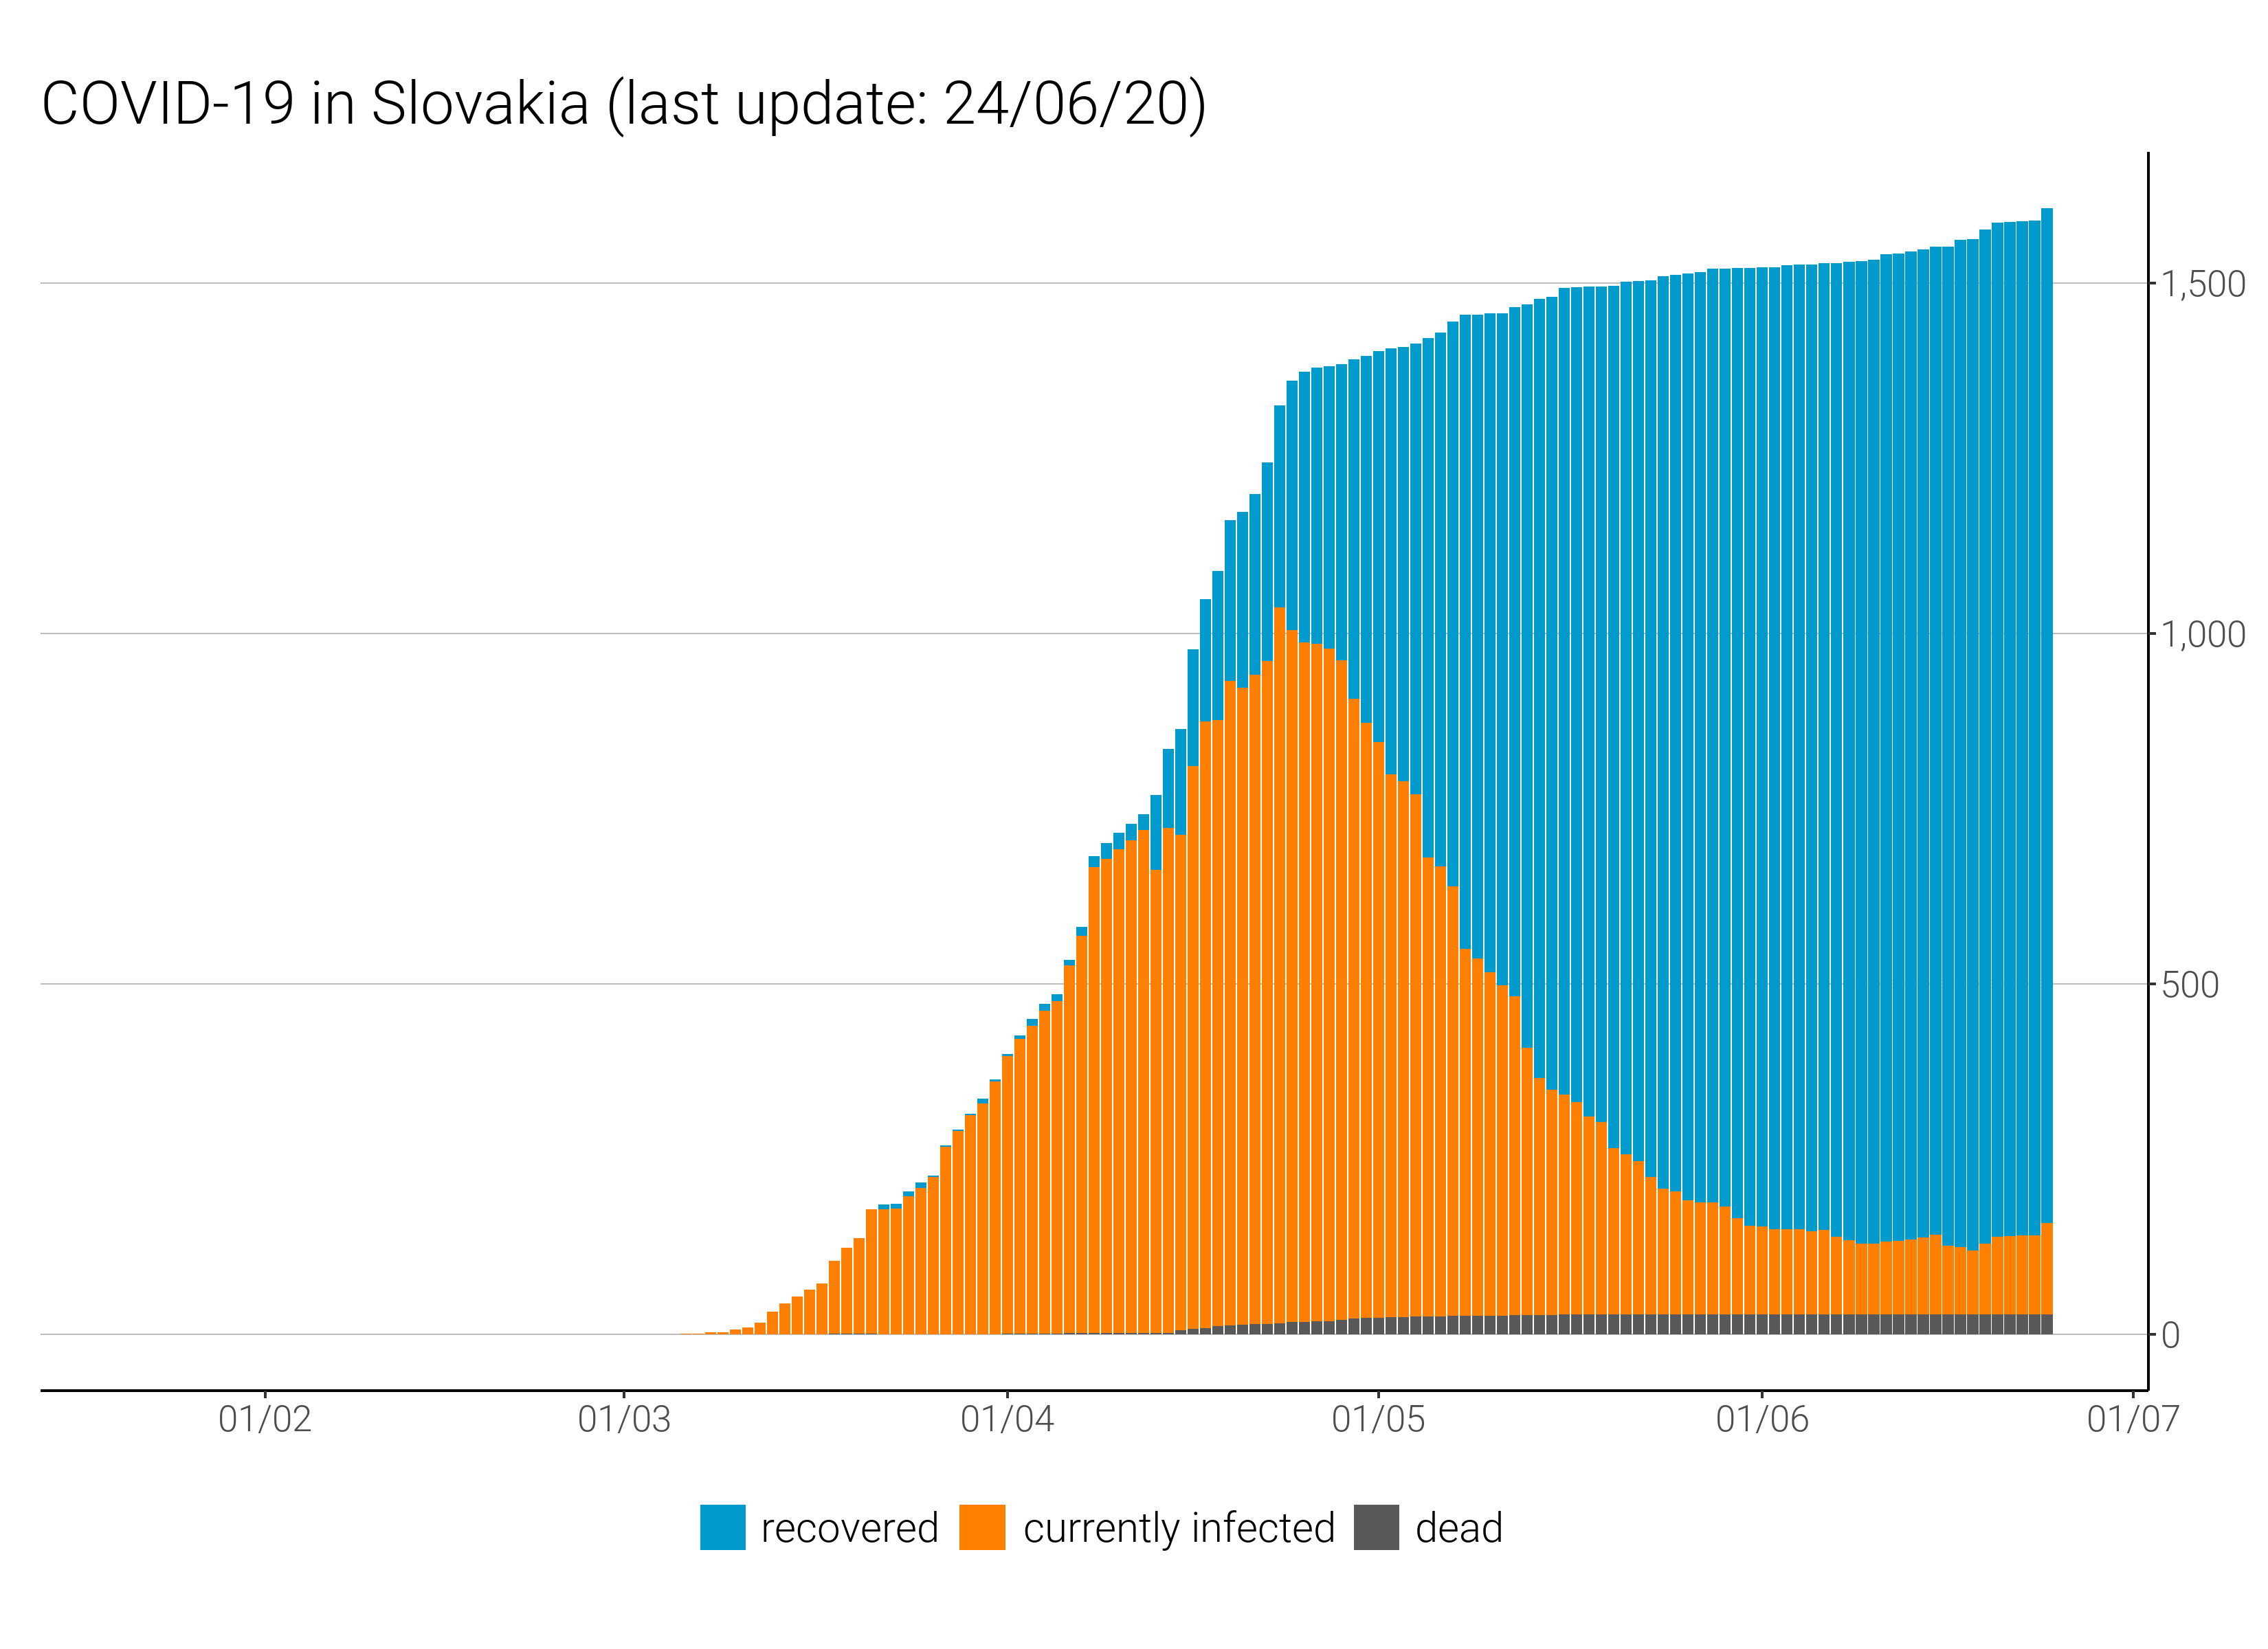 COVID-19 in Slovakia (last update: 24/06/20)
1,500
1,000
500
0
01/02 01/03 01/04 01/05 01/06 01/07
recovered currently infected dead